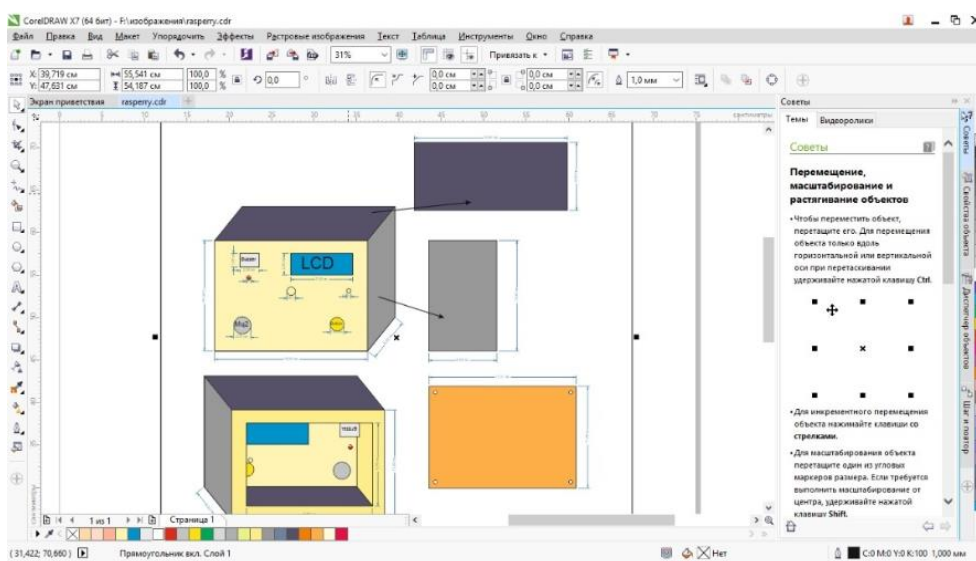 CorelDRAW X7 (64 бит) - F:\изображения\rasperry.cdr
Файл Правка Вид Макет Упорядочить Эффекты Растровые изображения Текст Таблица Инструменты Окно Справка
31% Привязать к
X: 39,719 см 55,541 см 100,0 % 0,0 ° 0,0 см 0,0 см 1,0 мм
Y: 47,631 см 54,187 см 100,0 % 0,0 см 0,0 см
Экран приветствия rasperry.cdr
сантиметры
LCD
Mq2
Советы
Темы Видеоролики
Советы
Перемещение,
масштабирование и
растягивание объектов
•Чтобы переместить объект,
перетащите его. Для перемещения
объекта только вдоль
горизонтальной или вертикальной
оси при перетаскивании
удерживайте нажатой клавишу Ctrl.
•Для инкрементного перемещения
объекта нажимайте клавиши со
стрелками.
•Для масштабирования объекта
перетащите один из угловых
маркеров размера. Если требуется
выполнить масштабирование от
центра, удерживайте нажатой
клавишу Shift.
Советы
Свойства объекта
Диспетчер объектов
Шаг и повтор
1 из 1 Страница 1
(31,422; 70,660) Прямоугольник вкл. Слой 1 Нет C:0 M:0 Y:0 K:100 1,000 мм